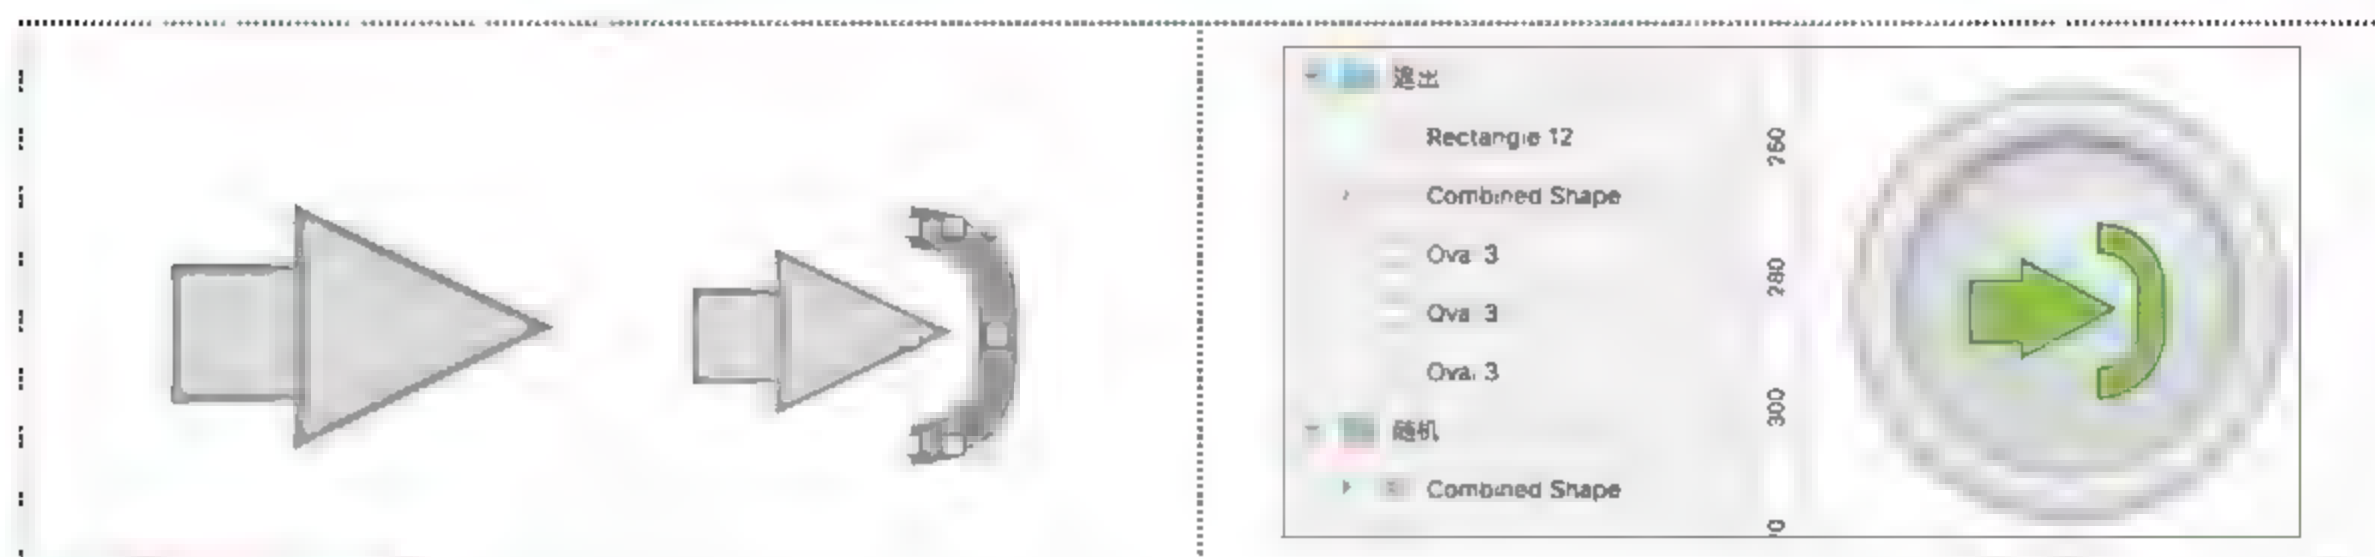 退出
Rectangle 12
Combined Shape
Oval 3
Oval 3
Oval 3
随机
Combined Shape
260
280
300